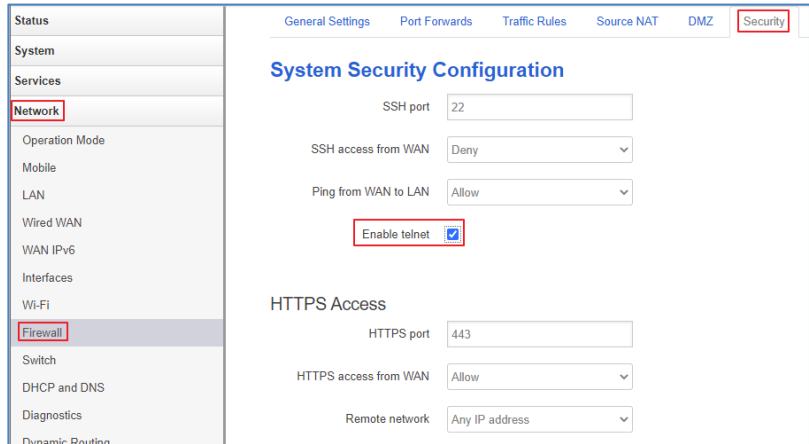 Status
System
Services
Network
Operation Mode
Mobile
LAN
Wired WAN
WAN IPv6
Interfaces
Wi-Fi
Firewall
Switch
DHCP and DNS
Diagnostics
Dynamic Routing
General Settings Port Forwards Traffic Rules Source NAT DMZ Security
System Security Configuration
SSH port 22
SSH access from WAN Deny
Ping from WAN to LAN Allow
Enable telnet
HTTPS Access
HTTPS port 443
HTTPS access from WAN Allow
Remote network Any IP address